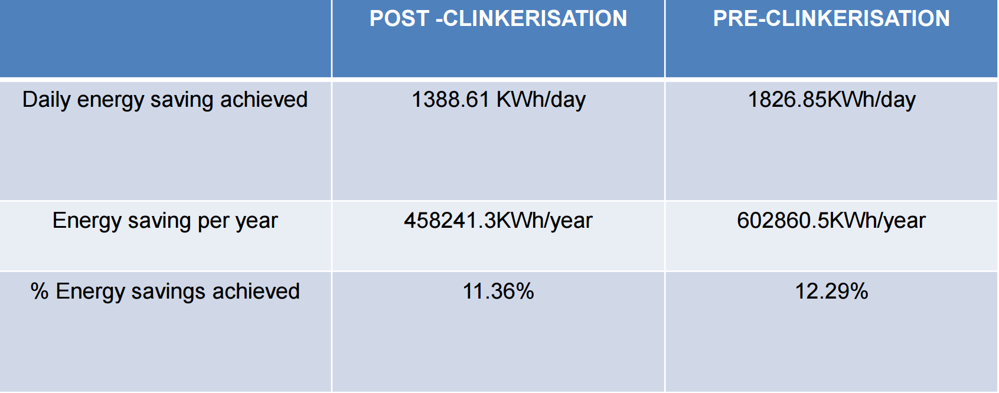 POST -CLINKERISATION PRE-CLINKERISATION
Daily energy saving achieved 1388.61 KWh/day 1826.85KWh/day
Energy saving per year 458241.3KWh/year 602860.5KWh/year
% Energy savings achieved 11.36% 12.29%